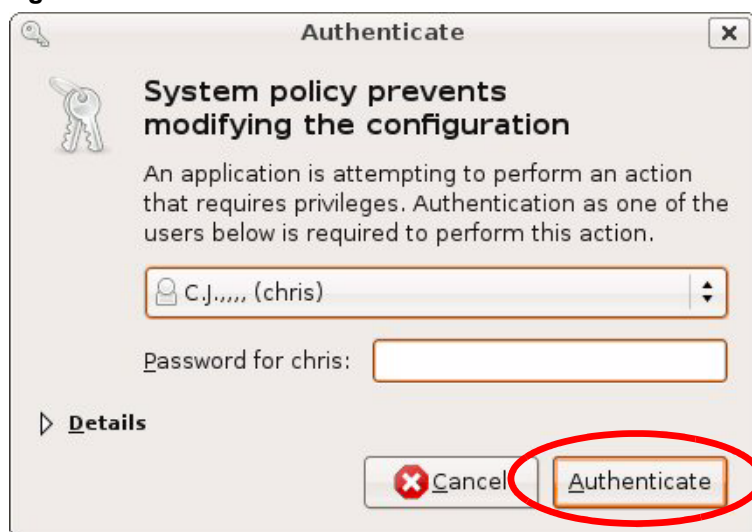 Authenticate
System policy prevents
modifying the configuration
An application is attempting to perform an action
that requires privileges. Authentication as one of the
users below is required to perform this action.
C.J.,,,,, (chris)
Password for chris:
Details
Cancel
Authenticate